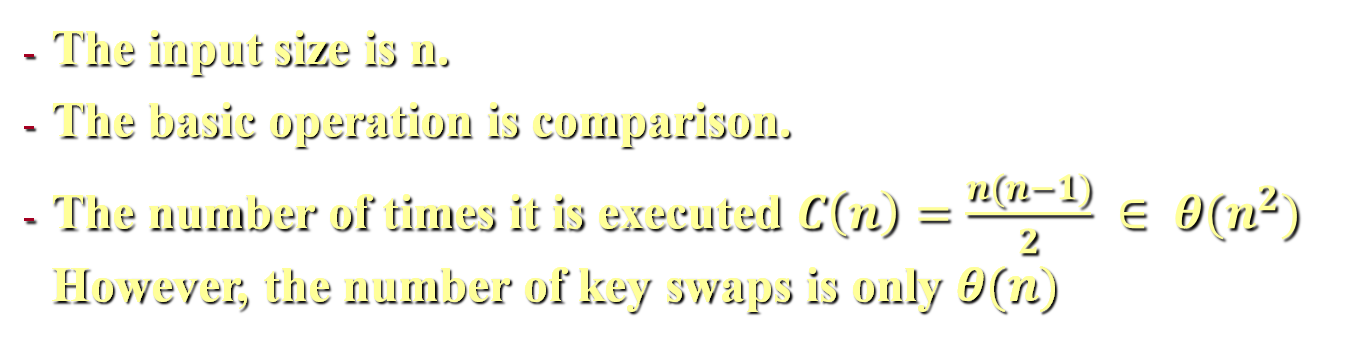 - The input size is n.
- The basic operation is comparison.
- The number of times it is executed C(n) = n(n−1)/2 ∈ θ(n²)
However, the number of key swaps is only θ(n)